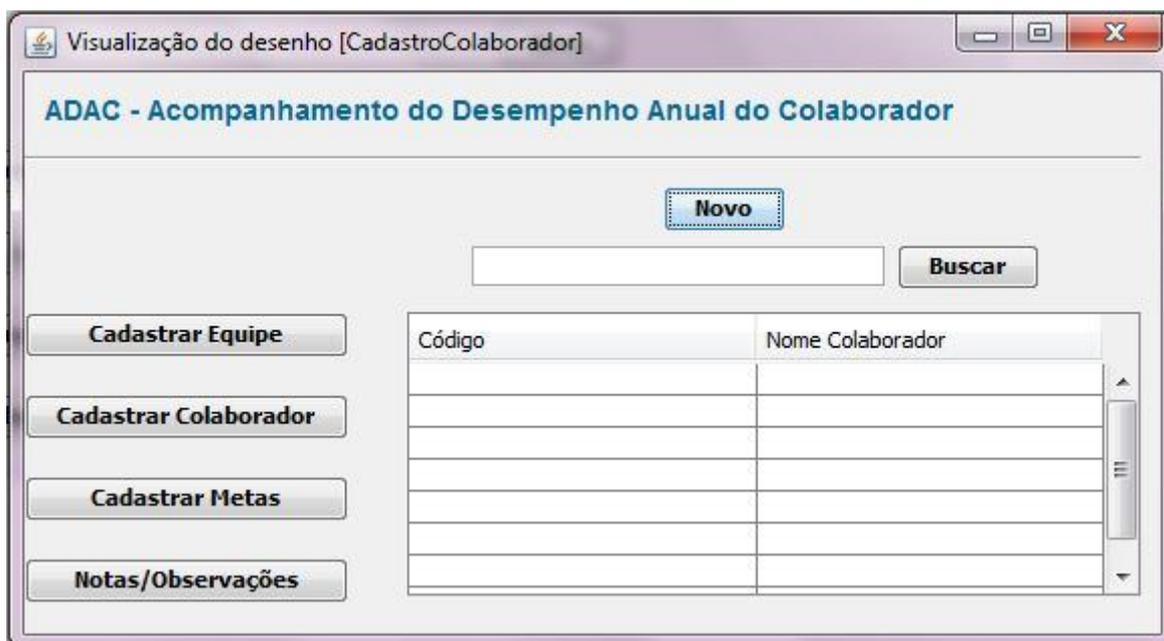 Visualização do desenho [CadastroColaborador]
ADAC - Acompanhamento do Desempenho Anual do Colaborador
Novo
Buscar
Cadastrar Equipe
Cadastrar Colaborador
Cadastrar Metas
Notas/Observações
Código Nome Colaborador